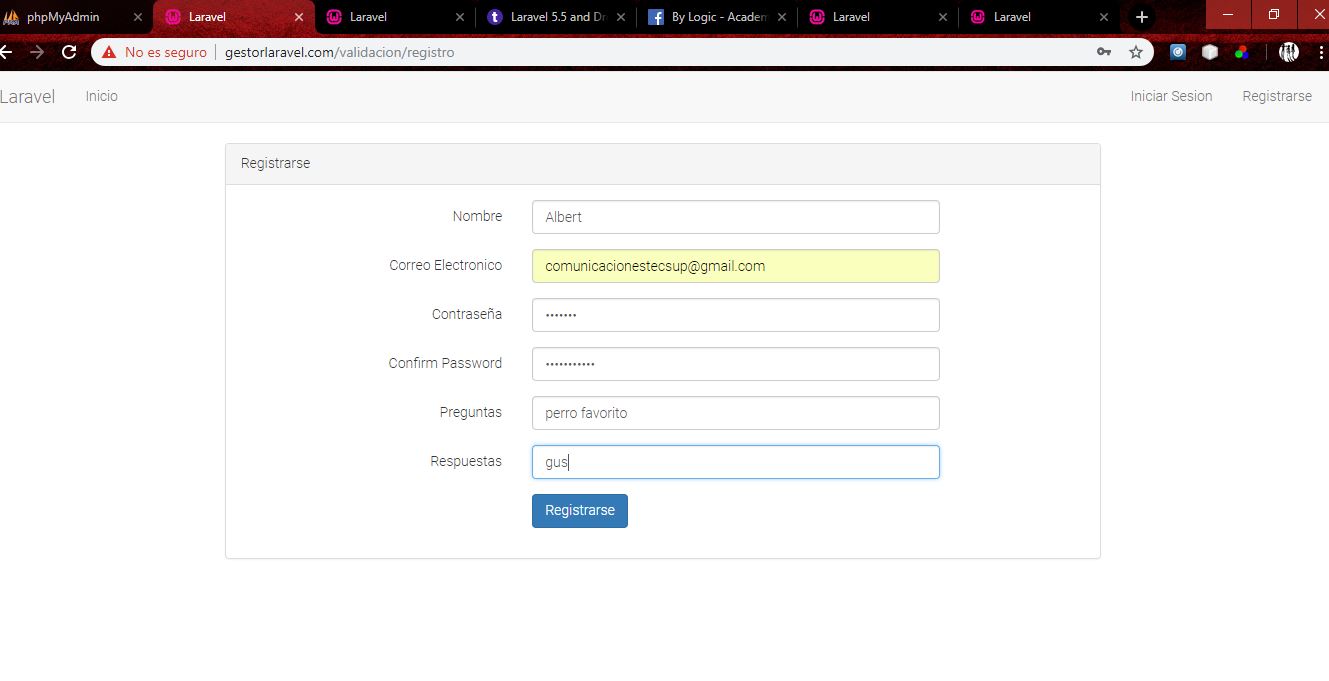 phpMyAdmin Laravel Laravel Laravel 5.5 and Dr By Logic - Academ Laravel Laravel
No es seguro gestorlaravel.com/validacion/registro
Laravel Inicio Iniciar Sesion Registrarse
Registrarse
Nombre Albert
Correo Electronico comunicacionestecsup@gmail.com
Contraseña •••••••
Confirm Password •••••••••••
Preguntas perro favorito
Respuestas gus
Registrarse